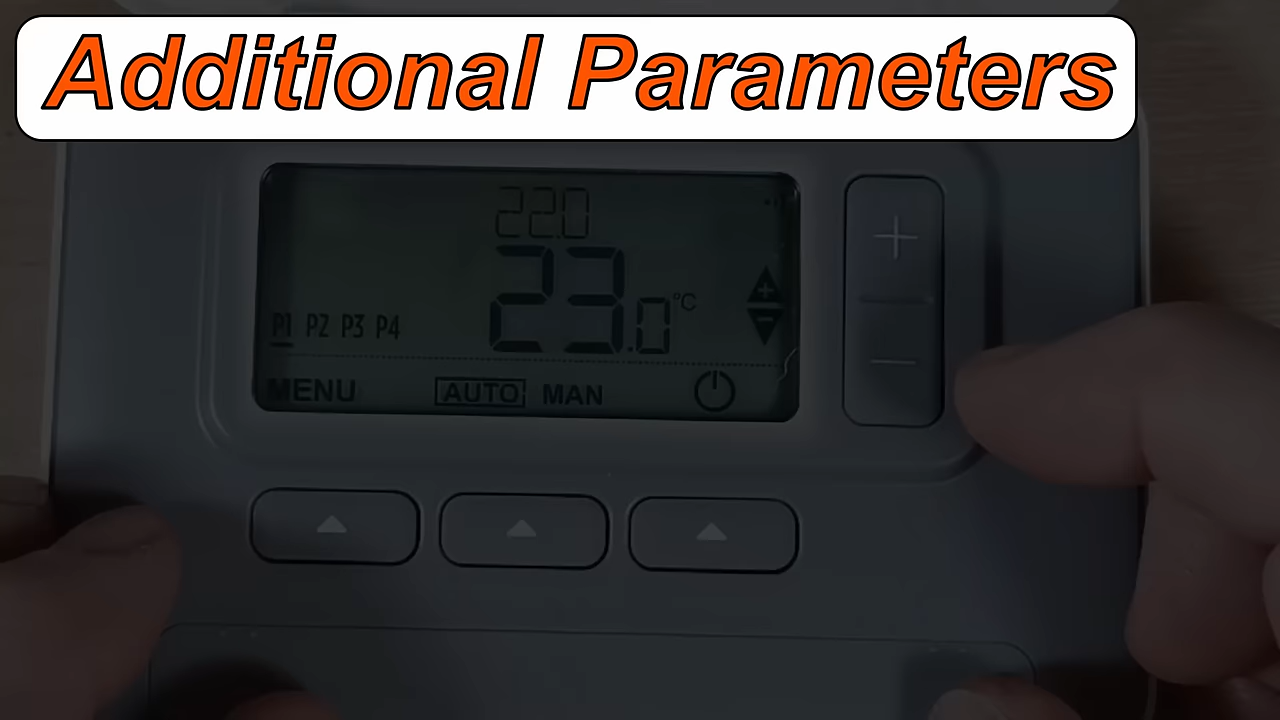 Additional Parameters
22.0
23.0 °C
P1 P2 P3 P4
MENU AUTO MAN